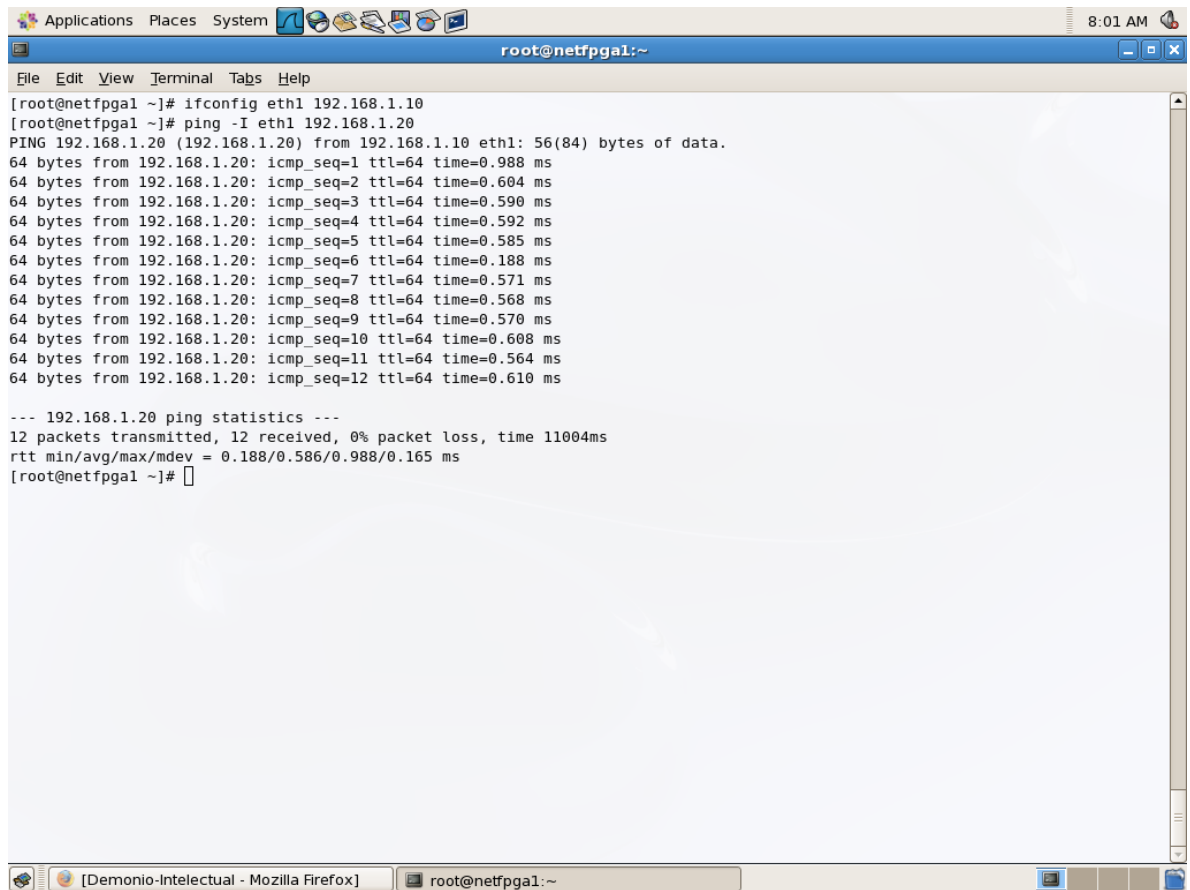 Applications Places System 8:01 AM
root@netfpga1:~
File Edit View Terminal Tabs Help
[root@netfpga1 ~]# ifconfig eth1 192.168.1.10
[root@netfpga1 ~]# ping -I eth1 192.168.1.20
PING 192.168.1.20 (192.168.1.20) from 192.168.1.10 eth1: 56(84) bytes of data.
64 bytes from 192.168.1.20: icmp_seq=1 ttl=64 time=0.988 ms
64 bytes from 192.168.1.20: icmp_seq=2 ttl=64 time=0.604 ms
64 bytes from 192.168.1.20: icmp_seq=3 ttl=64 time=0.590 ms
64 bytes from 192.168.1.20: icmp_seq=4 ttl=64 time=0.592 ms
64 bytes from 192.168.1.20: icmp_seq=5 ttl=64 time=0.585 ms
64 bytes from 192.168.1.20: icmp_seq=6 ttl=64 time=0.188 ms
64 bytes from 192.168.1.20: icmp_seq=7 ttl=64 time=0.571 ms
64 bytes from 192.168.1.20: icmp_seq=8 ttl=64 time=0.568 ms
64 bytes from 192.168.1.20: icmp_seq=9 ttl=64 time=0.570 ms
64 bytes from 192.168.1.20: icmp_seq=10 ttl=64 time=0.608 ms
64 bytes from 192.168.1.20: icmp_seq=11 ttl=64 time=0.564 ms
64 bytes from 192.168.1.20: icmp_seq=12 ttl=64 time=0.610 ms
--- 192.168.1.20 ping statistics ---
12 packets transmitted, 12 received, 0% packet loss, time 11004ms
rtt min/avg/max/mdev = 0.188/0.586/0.988/0.165 ms
[root@netfpga1 ~]#
[Demonio-Intelectual - Mozilla Firefox] root@netfpga1:~